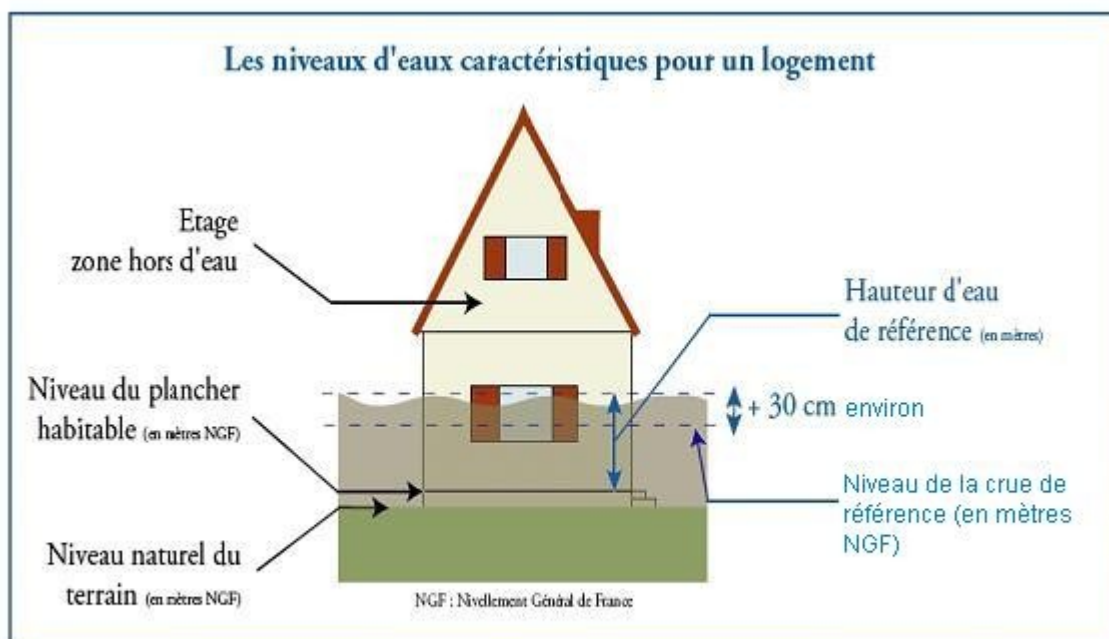 Les niveaux d'eaux caractéristiques pour un logement
Etage
zone hors d'eau
Hauteur d'eau
de référence (en mètres)
Niveau du plancher
habitable (en mètres NGF)
+ 30 cm environ
Niveau de la crue de
référence (en mètres
NGF)
Niveau naturel du
terrain (en mètres NGF)
NGF : Nivellement Général de France